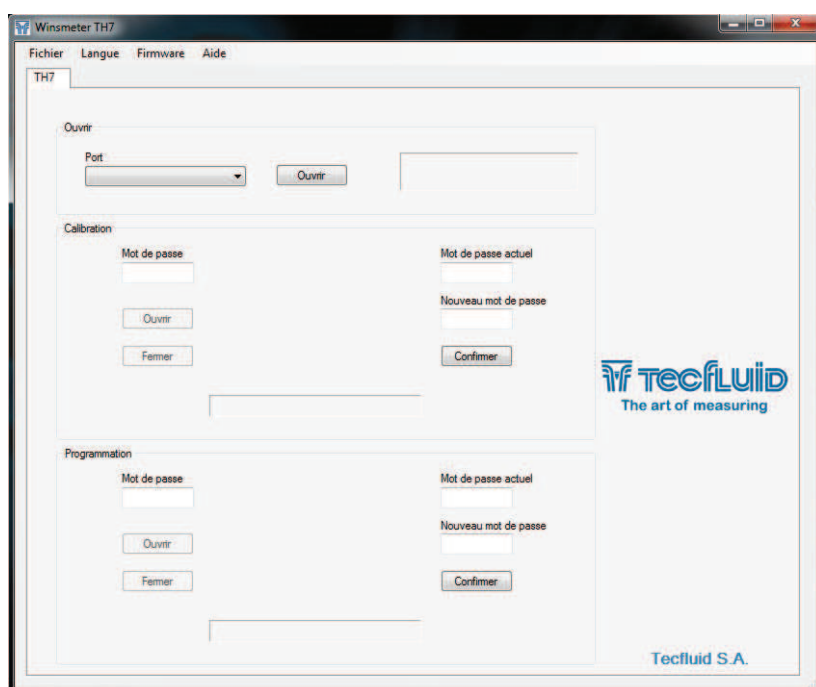 Winsmeter TH7
Fichier Langue Firmware Aide
TH7
Ouvrir
Port
Ouvrir
Calibration
Mot de passe Mot de passe actuel
Nouveau mot de passe
Ouvrir
Fermer Confirmer
TECFLUID
The art of measuring
Programmation
Mot de passe Mot de passe actuel
Nouveau mot de passe
Ouvrir
Fermer Confirmer
Tecfluid S.A.